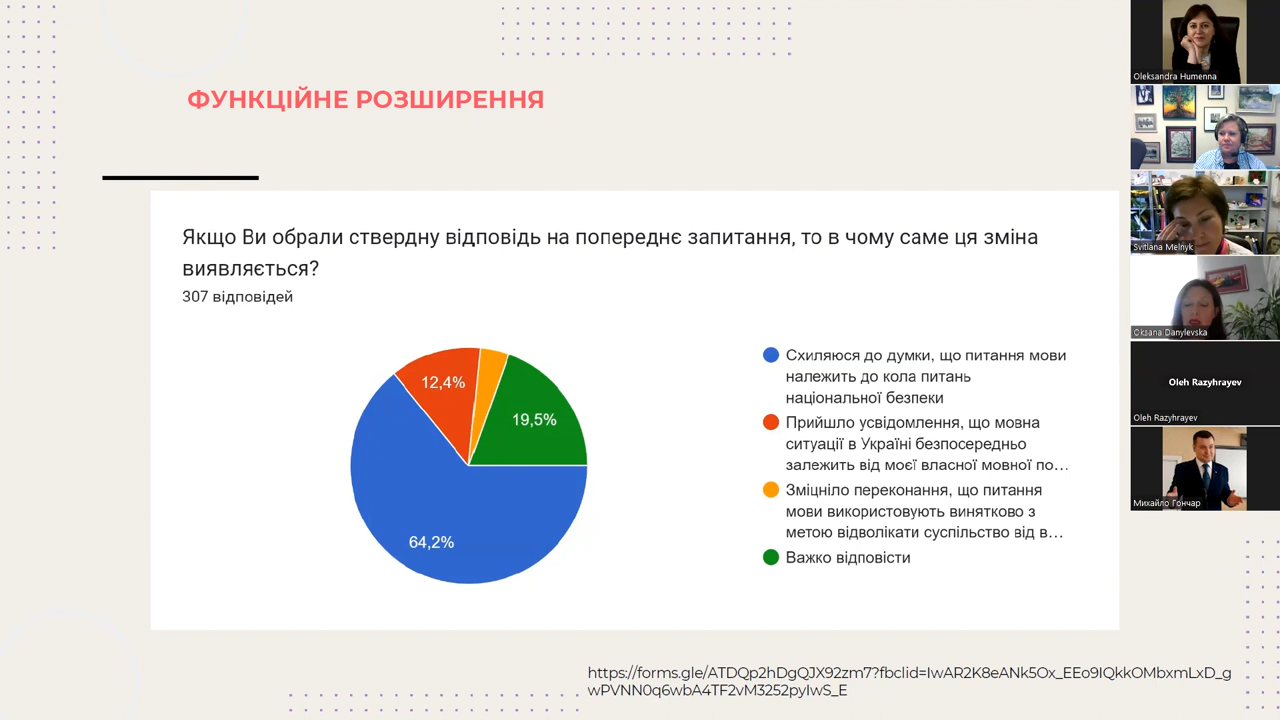 ФУНКЦІЙНЕ РОЗШИРЕННЯ
Якщо Ви обрали ствердну відповідь на попереднє запитання, то в чому саме ця зміна
виявляється?
307 відповідей
12,4%
19,5%
64,2%
Схиляюся до думки, що питання мови
належить до кола питань
національної безпеки
Прийшло усвідомлення, що мовна
ситуації в Україні безпосередньо
залежить від моєї власної мовної по…
Зміцніло переконання, що питання
мови використовують винятково з
метою відволікати суспільство від в…
Важко відповісти
https://forms.gle/ATDQp2hDgQJX92zm7?fbclid=IwAR2K8eANk5Ox_EEo9IQkkOMbxmLxD_g
wPVNN0q6wbA4TF2vM3252pyIwS_E
Oleksandra Humenna
Svitlana Melnyk
Oksana Danylevska
Oleh Razyhrayev
Oleh Razyhrayev
Михайло Гончар